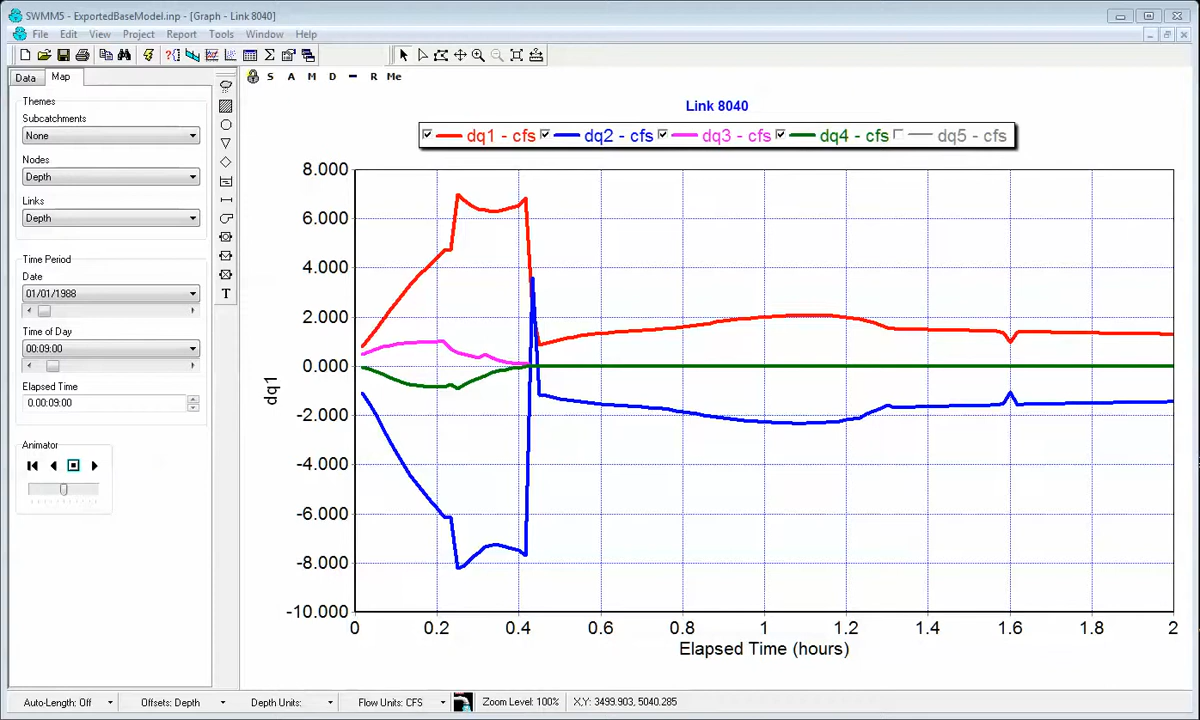 SWMM5 - ExportedBaseModel.inp - [Graph - Link 8040]
File Edit View Project Report Tools Window Help
Data Map
S A M D R Me
Themes
Subcatchments
None
Nodes
Depth
Links
Depth
Time Period
Date
01/01/1988
Time of Day
00:09:00
Elapsed Time
0.00:09:00
Animator
T
Link 8040
dq1 - cfs dq2 - cfs dq3 - cfs dq4 - cfs dq5 - cfs
8.000
6.000
4.000
2.000
0.000
-2.000
-4.000
-6.000
-8.000
-10.000
dq1
0 0.2 0.4 0.6 0.8 1 1.2 1.4 1.6 1.8 2
Elapsed Time (hours)
Auto-Length: Off Offsets: Depth Depth Units: Flow Units: CFS Zoom Level: 100% X,Y: 3499.903, 5040.285